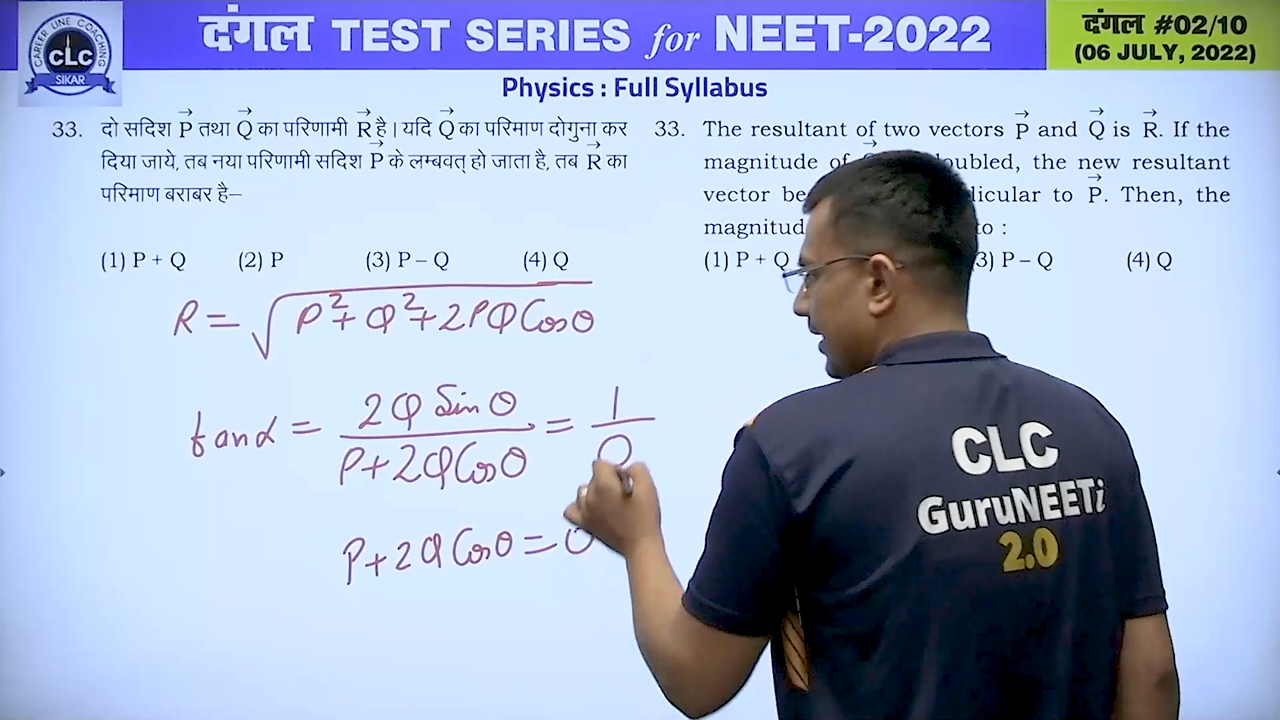 CAREER LINE COACHING
CLC
SIKAR
दंगल TEST SERIES for NEET-2022
दंगल #02/10
(06 JULY, 2022)
Physics : Full Syllabus
33. दो सदिश P⃗ तथा Q⃗ का परिणामी R⃗ है। यदि Q⃗ का परिमाण दोगुना कर
दिया जाये, तब नया परिणामी सदिश P⃗ के लम्बवत् हो जाता है, तब R⃗ का
परिमाण बराबर है–
(1) P + Q (2) P (3) P – Q (4) Q
33. The resultant of two vectors P⃗ and Q⃗ is R⃗. If the
magnitude of doubled, the new resultant
vector to P⃗. Then, the
to :
(1) P + Q 3) P – Q (4) Q
R = √(P² + Q² + 2PQ Cosθ)
tanα = 2Q Sinθ / P + 2Q Cosθ = 1 / 0
P + 2Q Cosθ = 0
CLC
GuruNEETi
2.0